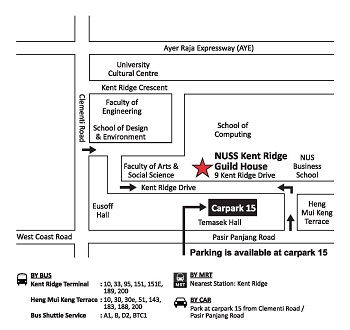 Ayer Raja Expressway (AYE)
University
Cultural Centre
Kent Ridge Crescent
Clementi Road
Faculty of
Engineering
School of Design
& Environment
School of
Computing
NUSS Kent Ridge
Guild House
9 Kent Ridge Drive
NUS
Business
School
Faculty of Arts &
Social Science
Kent Ridge Drive
Eusoff
Hall
Carpark 15
Temasek Hall
Heng
Mui Keng
Terrace
West Coast Road
Pasir Panjang Road
Parking is available at carpark 15
BY BUS
Kent Ridge Terminal : 10, 33, 95, 151, 151E,
189, 200
Heng Mui Keng Terrace : 10, 30, 30e, 51, 143,
183, 188, 200
Bus Shuttle Service : A1, B, D2, BTC1
MRT
BY MRT
Nearest Station: Kent Ridge
BY CAR
Park at carpark 15 from Clementi Road /
Pasir Panjang Road